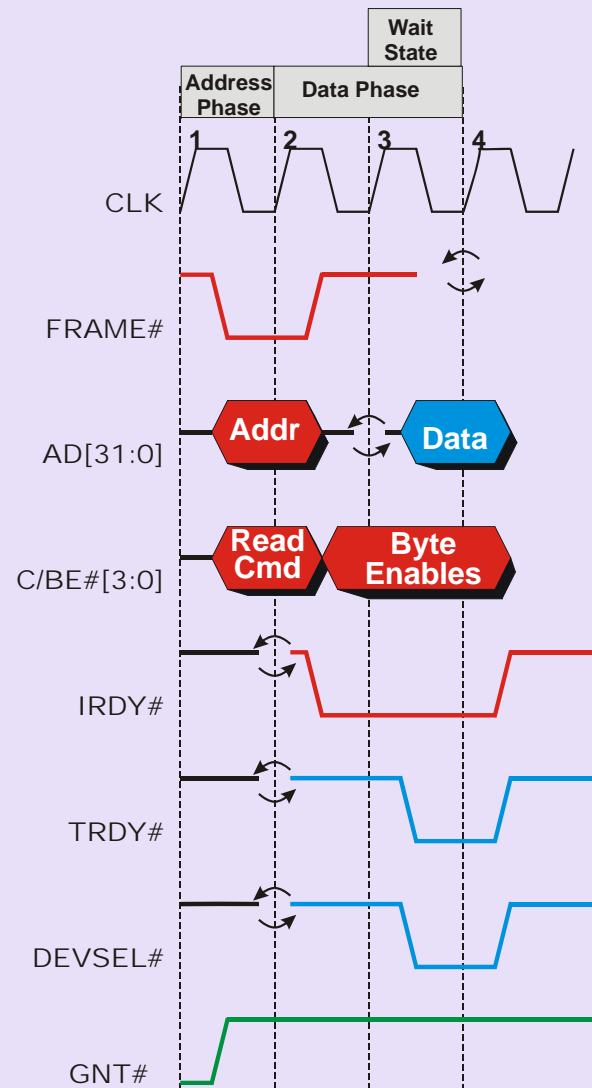 Wait
State
Address
Phase
Data Phase
1 2 3 4
CLK
FRAME#
Addr
Data
AD[31:0]
Read
Cmd
Byte
Enables
C/BE#[3:0]
IRDY#
TRDY#
DEVSEL#
GNT#